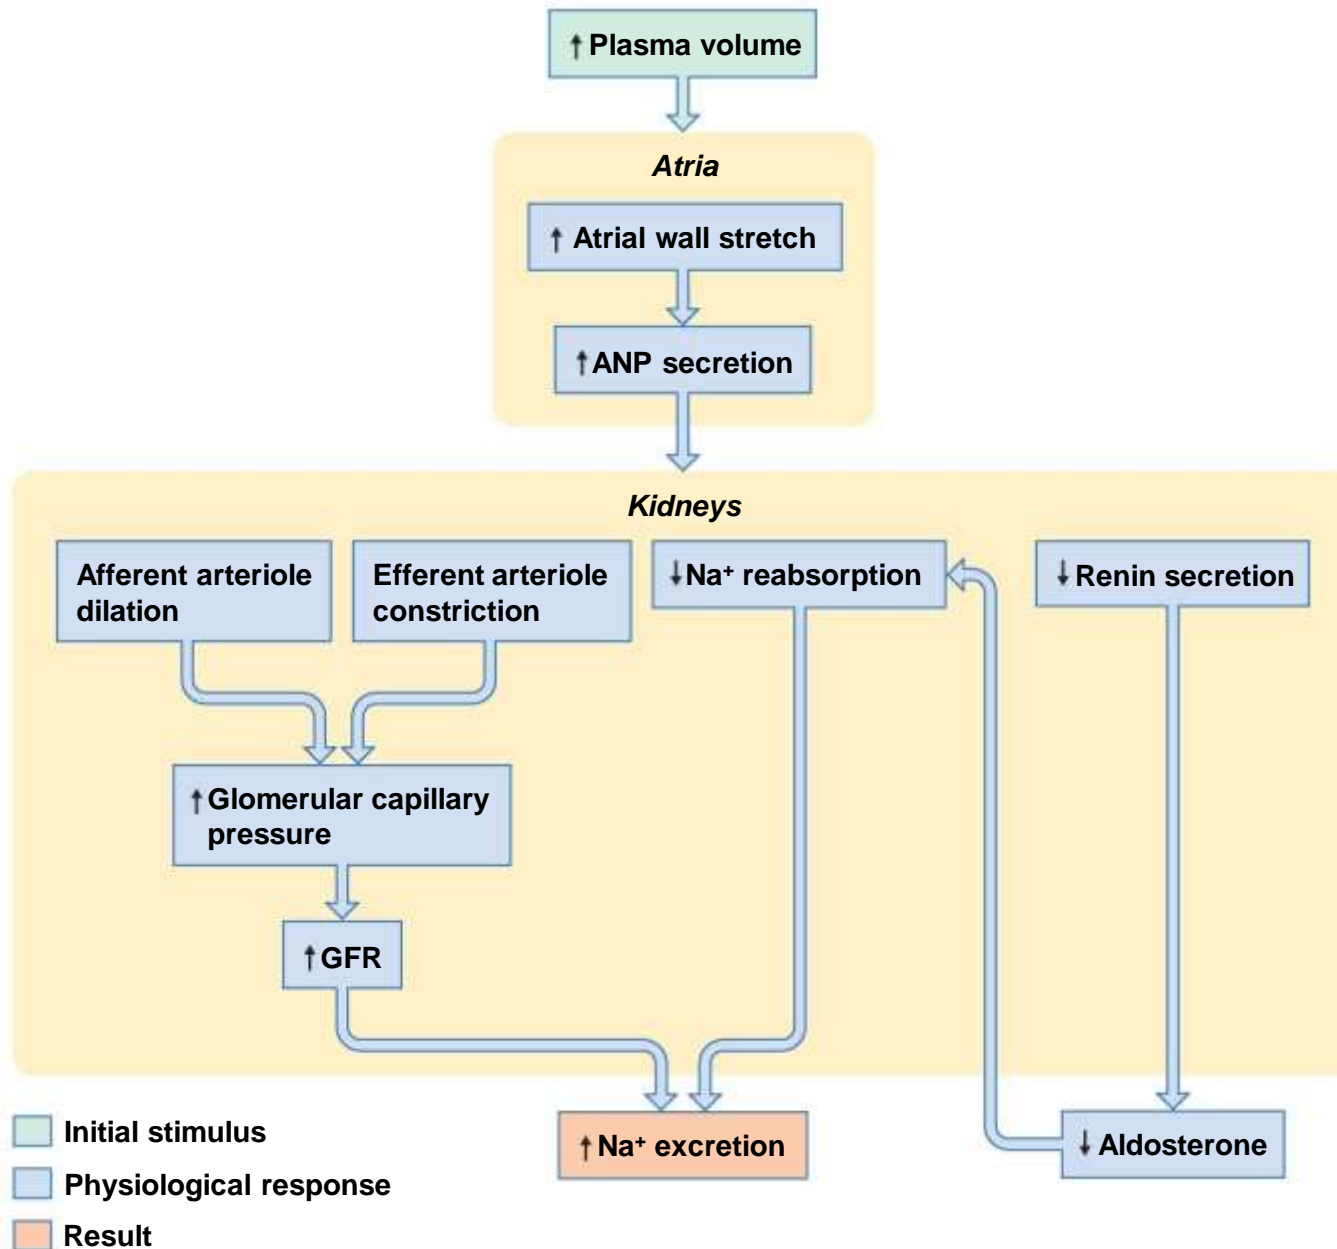 ↑ Plasma volume
Atria
↑ Atrial wall stretch
↑ ANP secretion
Kidneys
Afferent arteriole
dilation
Efferent arteriole
constriction
↓ Na⁺ reabsorption
↓ Renin secretion
↑ Glomerular capillary
pressure
↑ GFR
↑ Na⁺ excretion
↓ Aldosterone
Initial stimulus
Physiological response
Result